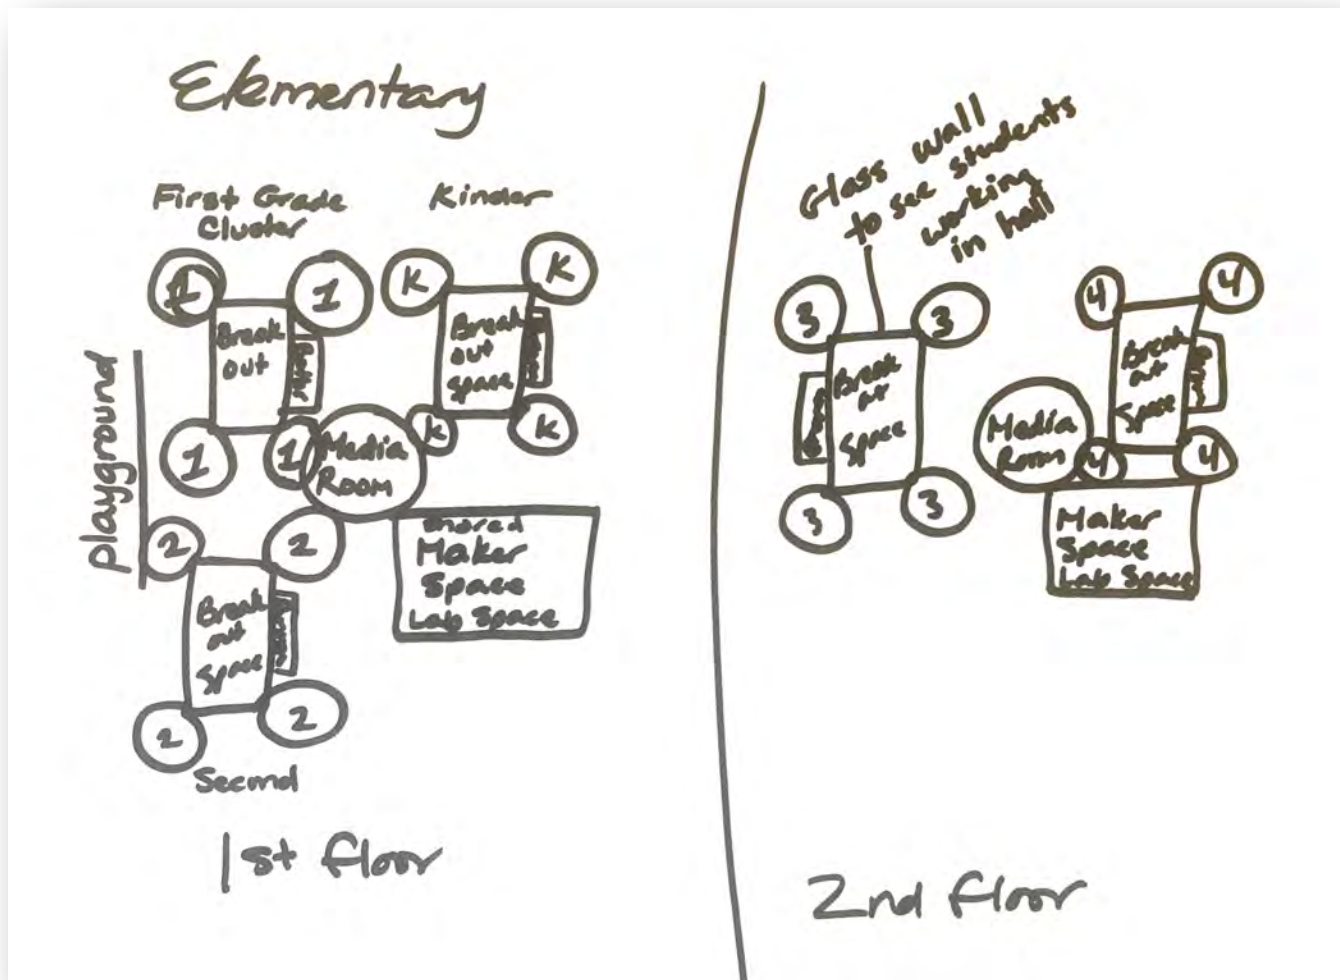 Elementary
First Grade
Cluster
Kinder
1
1
Break
out
1
1
K
K
Break
out
space
K
K
Media
Room
playground
2
2
Break
out
Space
2
2
Second
shared
Maker
Space
Lab Space
1st floor
Glass wall
to see students
working
in hall
3
3
Break
out
Space
3
3
4
4
Break
out
Space
4
4
Media
Room
Maker
Space
Lab Space
2nd floor